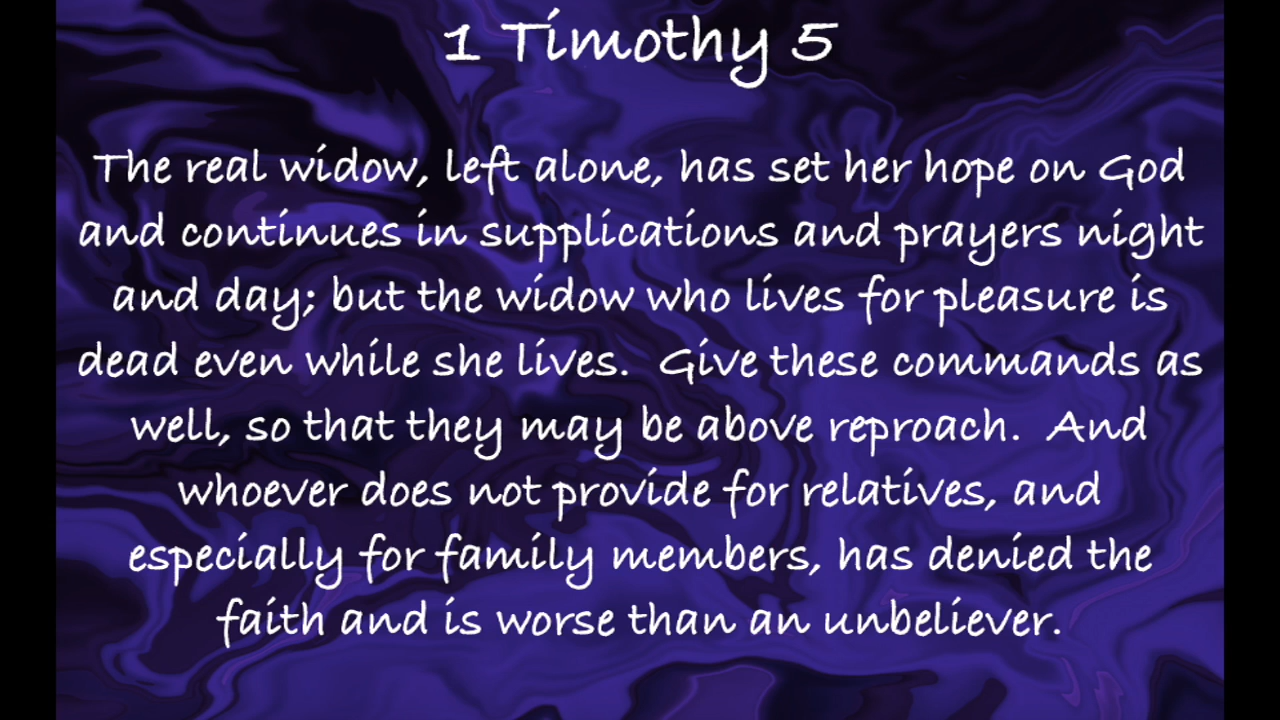 1 Timothy 5
The real widow, left alone, has set her hope on God
and continues in supplications and prayers night
and day; but the widow who lives for pleasure is
dead even while she lives.  Give these commands as
well, so that they may be above reproach.  And
whoever does not provide for relatives, and
especially for family members, has denied the
faith and is worse than an unbeliever.